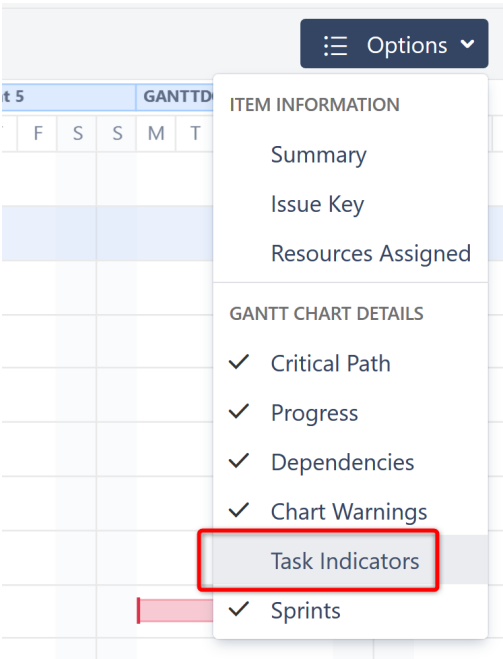 Options
t 5
GANTTD
F S S M T
ITEM INFORMATION
Summary
Issue Key
Resources Assigned
GANTT CHART DETAILS
Critical Path
Progress
Dependencies
Chart Warnings
Task Indicators
Sprints